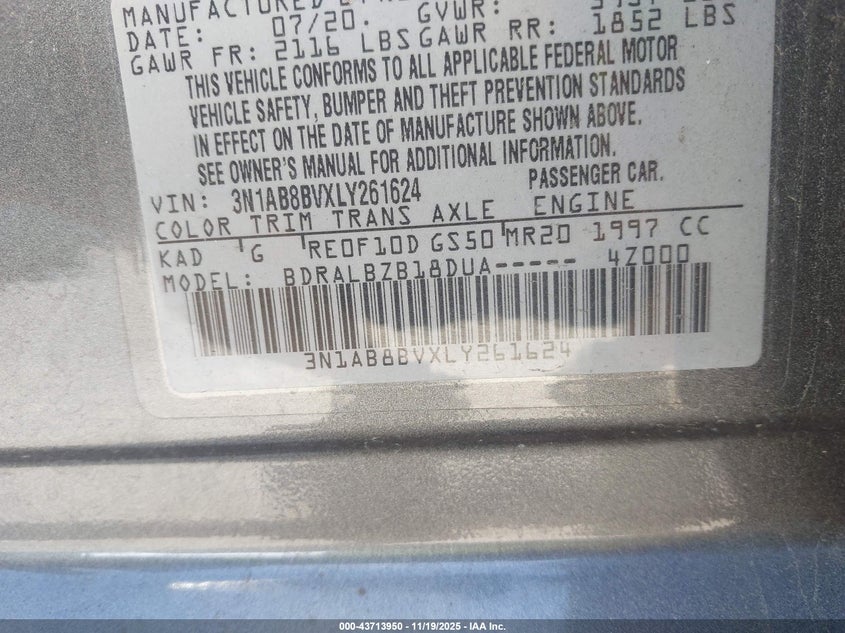 MANUFACTURED
DATE: 07/20. GVWR:
GAWR FR: 2116 LBS GAWR RR: 1852 LBS
THIS VEHICLE CONFORMS TO ALL APPLICABLE FEDERAL MOTOR
VEHICLE SAFETY, BUMPER AND THEFT PREVENTION STANDARDS
IN EFFECT ON THE DATE OF MANUFACTURE SHOWN ABOVE.
SEE OWNER'S MANUAL FOR ADDITIONAL INFORMATION.
VIN: 3N1AB8BVXLY261624 PASSENGER CAR.
COLOR TRIM TRANS AXLE ENGINE
KAD G RE0F10D GS50 MR20 1997 CC
MODEL: BDRALBZB18DUA----- 4Z000
3N1AB8BVXLY261624
000-43713950 - 11/19/2025 - IAA Inc.